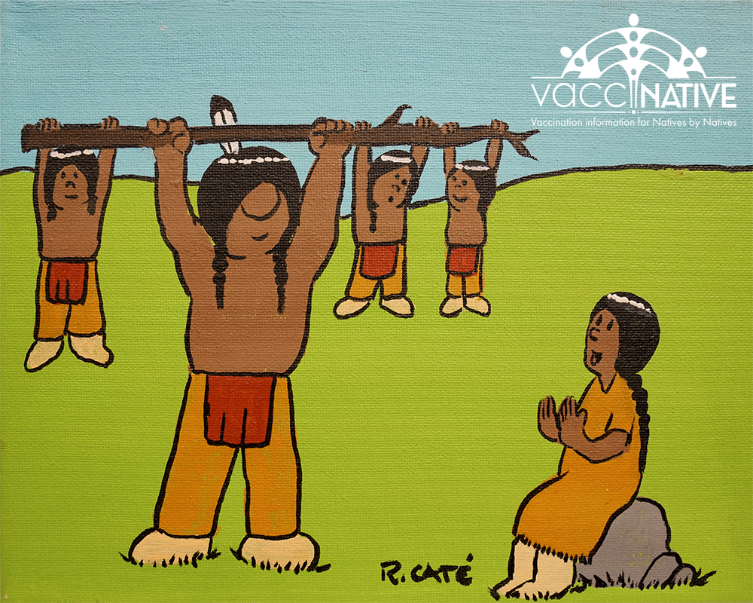 VacciNATIVE
Vaccination information for Natives by Natives
R. CATÉ